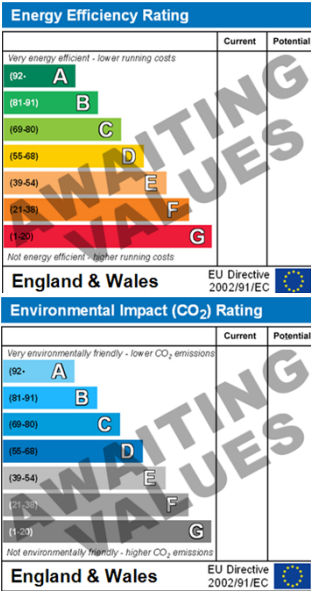 Energy Efficiency Rating
Current Potential
Very energy efficient - lower running costs
(92- A
(81-91) B
(69-80) C
(55-68) D
(39-54) E
(21-38) F
(1-20) G
Not energy efficient - higher running costs
AWAITING
VALUES
England & Wales
EU Directive
2002/91/EC
Environmental Impact (CO2) Rating
Current Potential
Very environmentally friendly - lower CO2 emissions
(92- A
(81-91) B
(69-80) C
(55-68) D
(39-54) E
(21-38) F
(1-20) G
Not environmentally friendly - higher CO2 emissions
AWAITING
VALUES
England & Wales
EU Directive
2002/91/EC